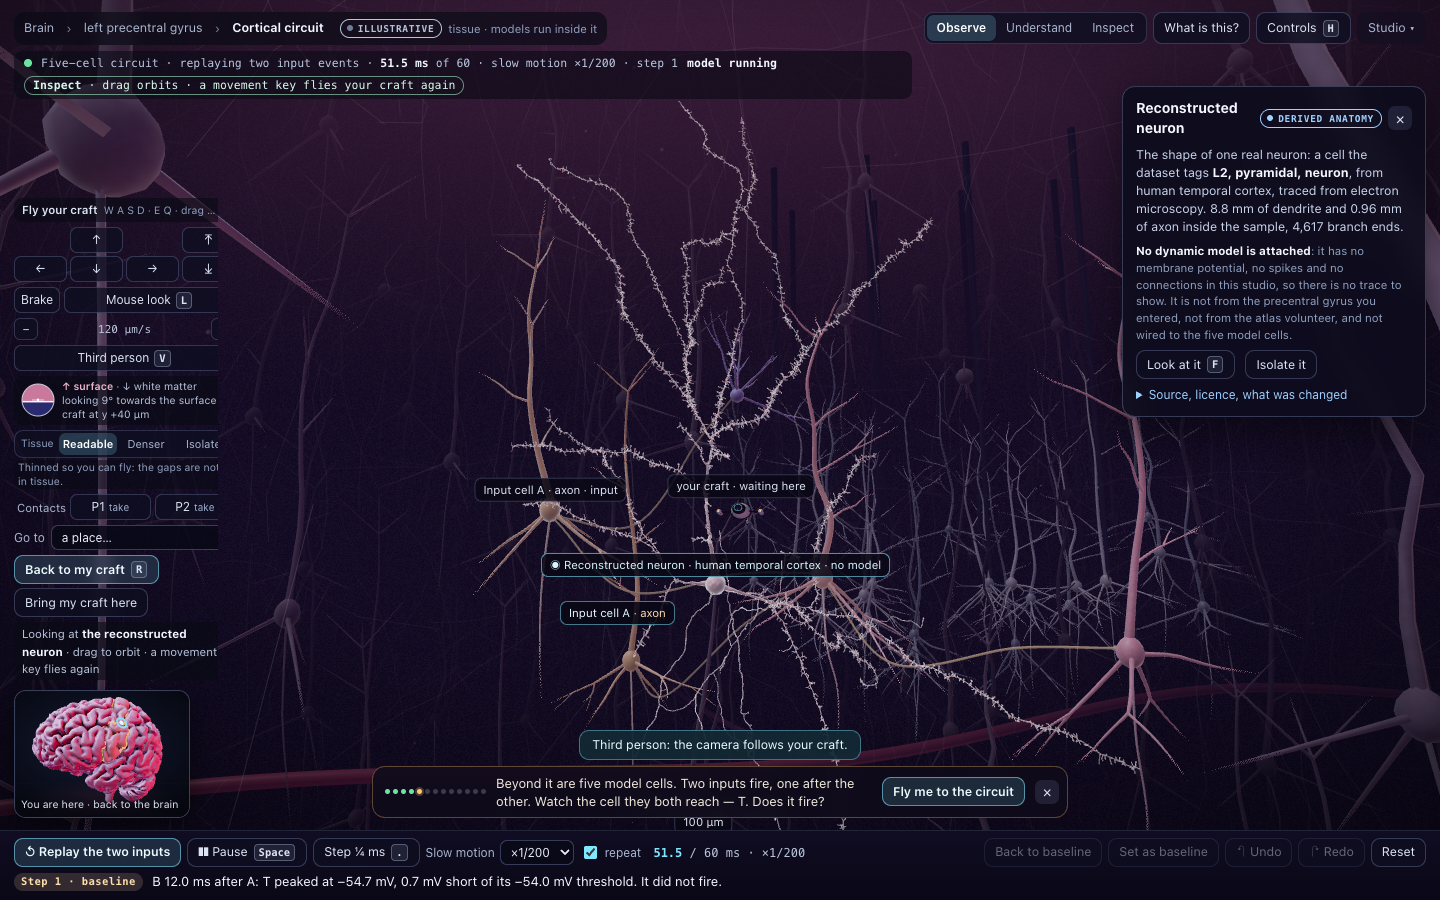 Brain › left precentral gyrus › Cortical circuit ILLUSTRATIVE tissue · models run inside it
Observe Understand Inspect What is this? Controls H Studio
Five-cell circuit · replaying two input events · 51.5 ms of 60 · slow motion ×1/200 · step 1 model running
Inspect · drag orbits · a movement key flies your craft again
Reconstructed neuron
DERIVED ANATOMY ×
The shape of one real neuron: a cell the
dataset tags L2, pyramidal, neuron, from
human temporal cortex, traced from electron
microscopy. 8.8 mm of dendrite and 0.96 mm
of axon inside the sample, 4,617 branch ends.
No dynamic model is attached: it has no
membrane potential, no spikes and no
connections in this studio, so there is no trace to
show. It is not from the precentral gyrus you
entered, not from the atlas volunteer, and not
wired to the five model cells.
Look at it F Isolate it
Source, licence, what was changed
Fly your craft W A S D · E Q · drag ...
↑ ⤒
← ↓ → ⤓
Brake Mouse look L
− 120 µm/s
Third person V
↑ surface · ↓ white matter
looking 9° towards the surface
craft at y +40 µm
Tissue Readable Denser Isolate
Thinned so you can fly: the gaps are not
in tissue.
Contacts P1 take P2 take
Go to a place...
Back to my craft R
Bring my craft here
Looking at the reconstructed
neuron · drag to orbit · a movement
key flies again
You are here · back to the brain
Input cell A · axon · input
your craft · waiting here
Reconstructed neuron · human temporal cortex · no model
Input cell A · axon
Third person: the camera follows your craft.
Beyond it are five model cells. Two inputs fire, one after the
other. Watch the cell they both reach — T. Does it fire?
Fly me to the circuit ×
100 µm
Replay the two inputs Pause Space Step ¼ ms . Slow motion ×1/200 repeat 51.5 / 60 ms · ×1/200
Back to baseline Set as baseline Undo Redo Reset
Step 1 · baseline B 12.0 ms after A: T peaked at −54.7 mV, 0.7 mV short of its −54.0 mV threshold. It did not fire.